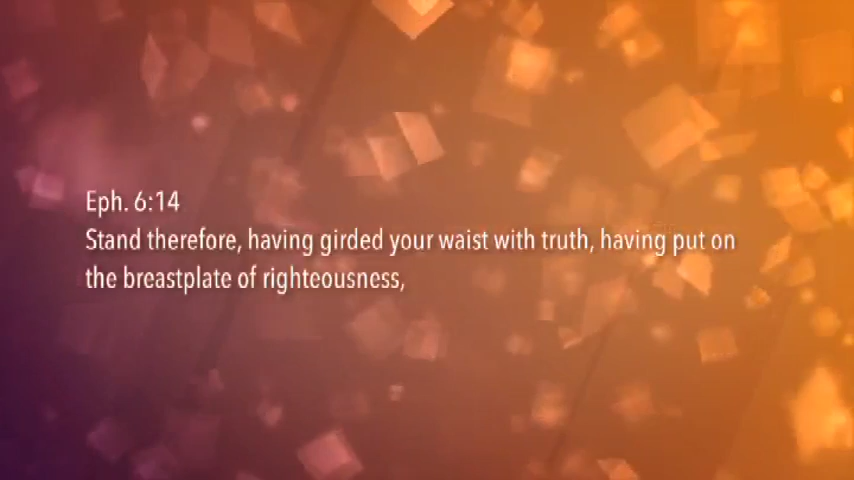 Eph. 6:14
Stand therefore, having girded your waist with truth, having put on
the breastplate of righteousness,